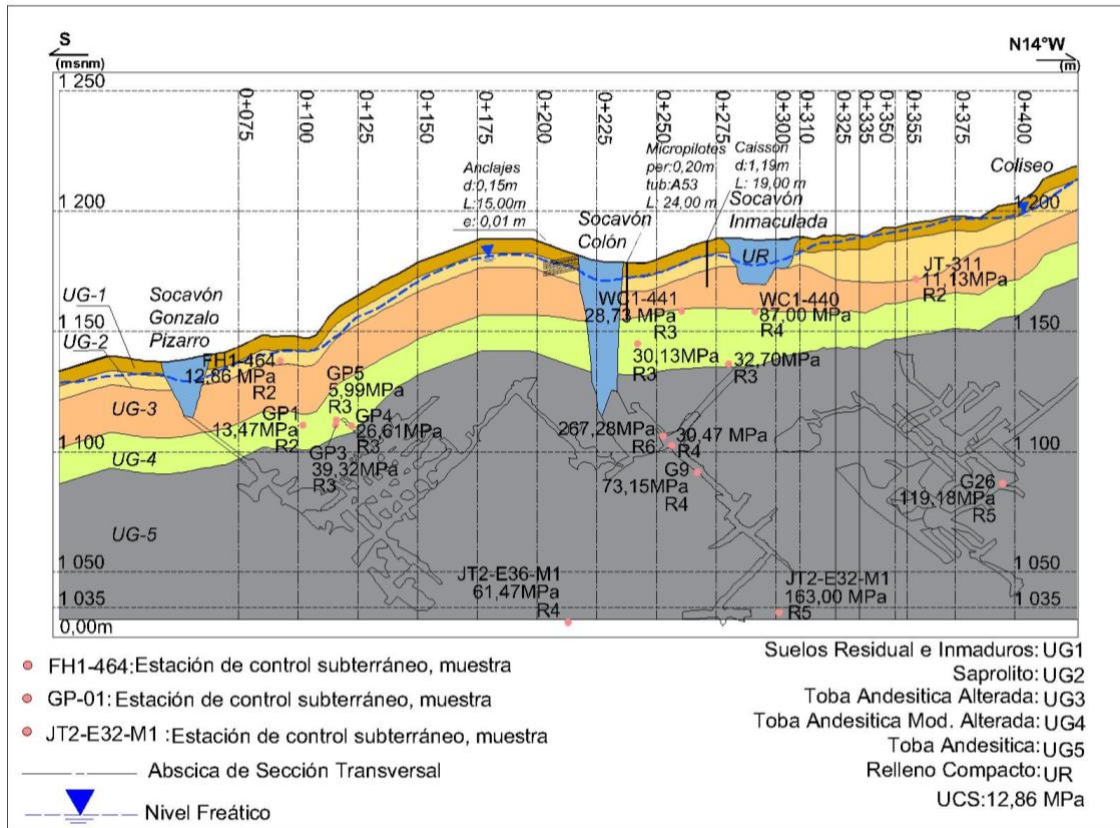 S
(msnm)
N14°W
(m)
1 250
0+075
0+100
0+125
0+175
0+200
0+225
0+250
0+275
0+300
0+310
0+325
0+335
0+350
0+355
0+375
0+400
Anclajes
d:0,15m
L:15,00m
e: 0,01 m
Micropilotes
per:0,20m
tub:A53
L: 24,00 m
Caisson
d:1,19m
L: 19,00 m
Coliseo
1 200
1 200
Socavón
Colón
Socavón
Inmaculada
UR
UG-1
UG-2
Socavón
Gonzalo
Pizarro
JT-311
11,13MPa
R2
WC1-441
28,73 MPa
R3
WC1-440
87,00 MPa
R4
1 150
1 150
30,13MPa
R3
32,70MPa
R3
FH1-464
12,86 MPa
R2
GP5
5,99MPa
R3
UG-3
GP1
13,47MPa
R2
GP4
26,61MPa
R3
GP3
39,32MPa
R3
267,28MPa
R6
30,47 MPa
R4
1 100
1 100
UG-4
G9
73,15MPa
R4
G26
119,18MPa
R5
UG-5
1 050
1 050
JT2-E36-M1
61,47MPa
R4
JT2-E32-M1
163,00 MPa
R5
1 035
1 035
0,00m
FH1-464:Estación de control subterráneo, muestra
GP-01: Estación de control subterráneo, muestra
JT2-E32-M1 :Estación de control subterráneo, muestra
Abscica de Sección Transversal
Nivel Freático
Suelos Residual e Inmaduros: UG1
Saprolito: UG2
Toba Andesitica Alterada: UG3
Toba Andesitica Mod. Alterada: UG4
Toba Andesitica: UG5
Relleno Compacto: UR
UCS:12,86 MPa